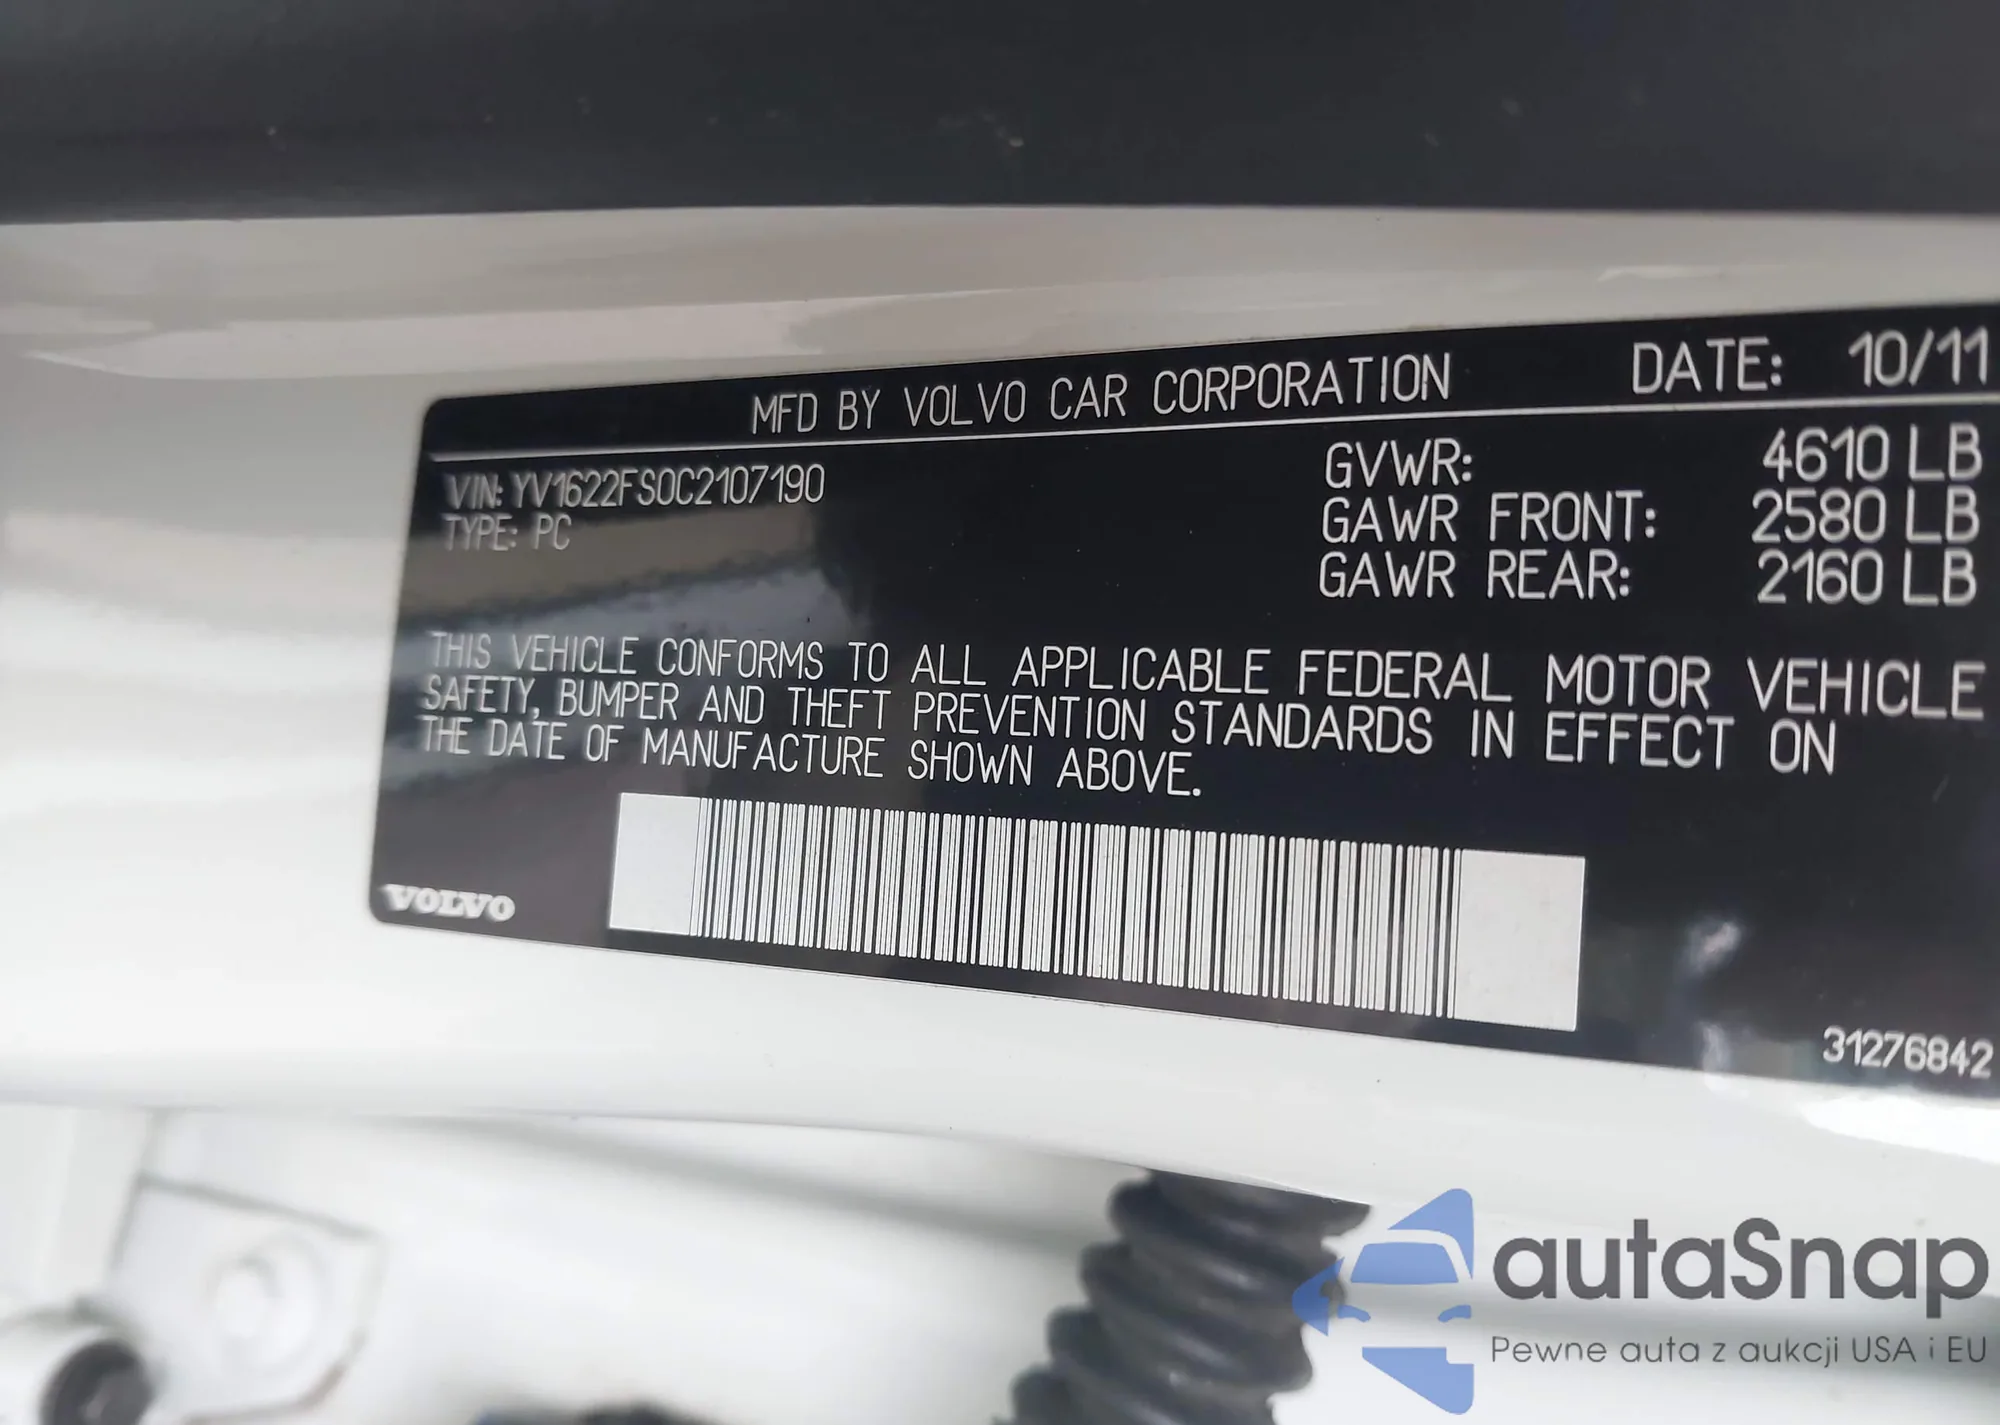 MFD BY VOLVO CAR CORPORATION DATE: 10/11
VIN: YV1622FS0C2107190
TYPE: PC
GVWR: 4610 LB
GAWR FRONT: 2580 LB
GAWR REAR: 2160 LB
THIS VEHICLE CONFORMS TO ALL APPLICABLE FEDERAL MOTOR VEHICLE
SAFETY, BUMPER AND THEFT PREVENTION STANDARDS IN EFFECT ON
THE DATE OF MANUFACTURE SHOWN ABOVE.
VOLVO
31276842
autaSnap
Pewne auta z aukcji USA i EU